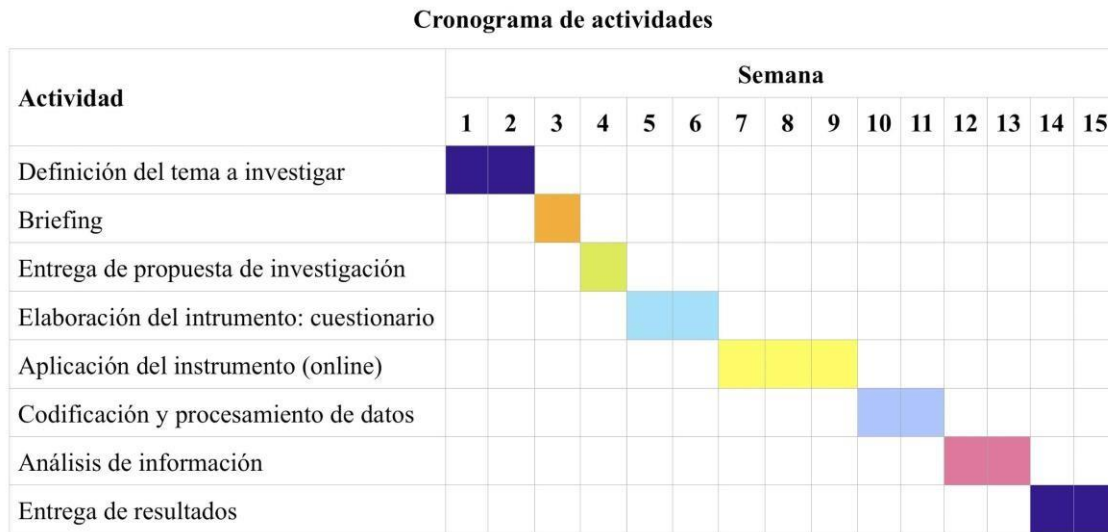 Cronograma de actividades
Actividad
Semana
1 2 3 4 5 6 7 8 9 10 11 12 13 14 15
Definición del tema a investigar
Briefing
Entrega de propuesta de investigación
Elaboración del intrumento: cuestionario
Aplicación del instrumento (online)
Codificación y procesamiento de datos
Análisis de información
Entrega de resultados